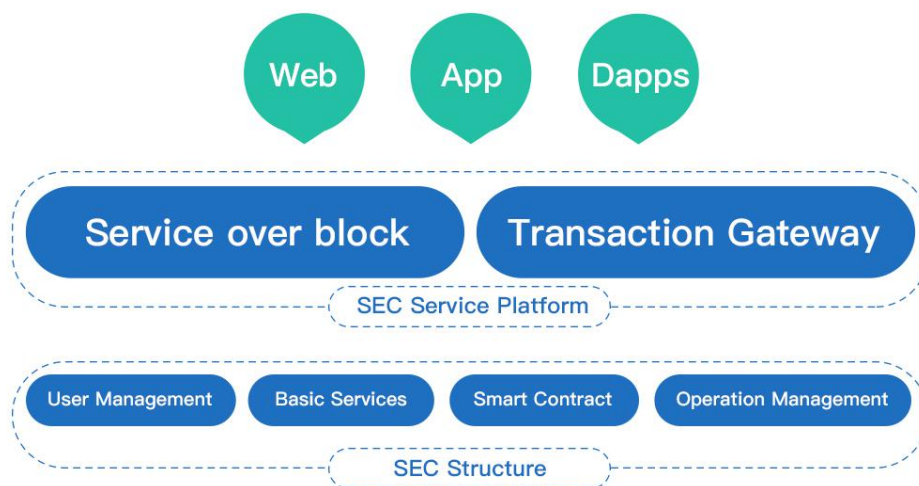 Web
App
Dapps
Service over block
Transaction Gateway
SEC Service Platform
User Management
Basic Services
Smart Contract
Operation Management
SEC Structure